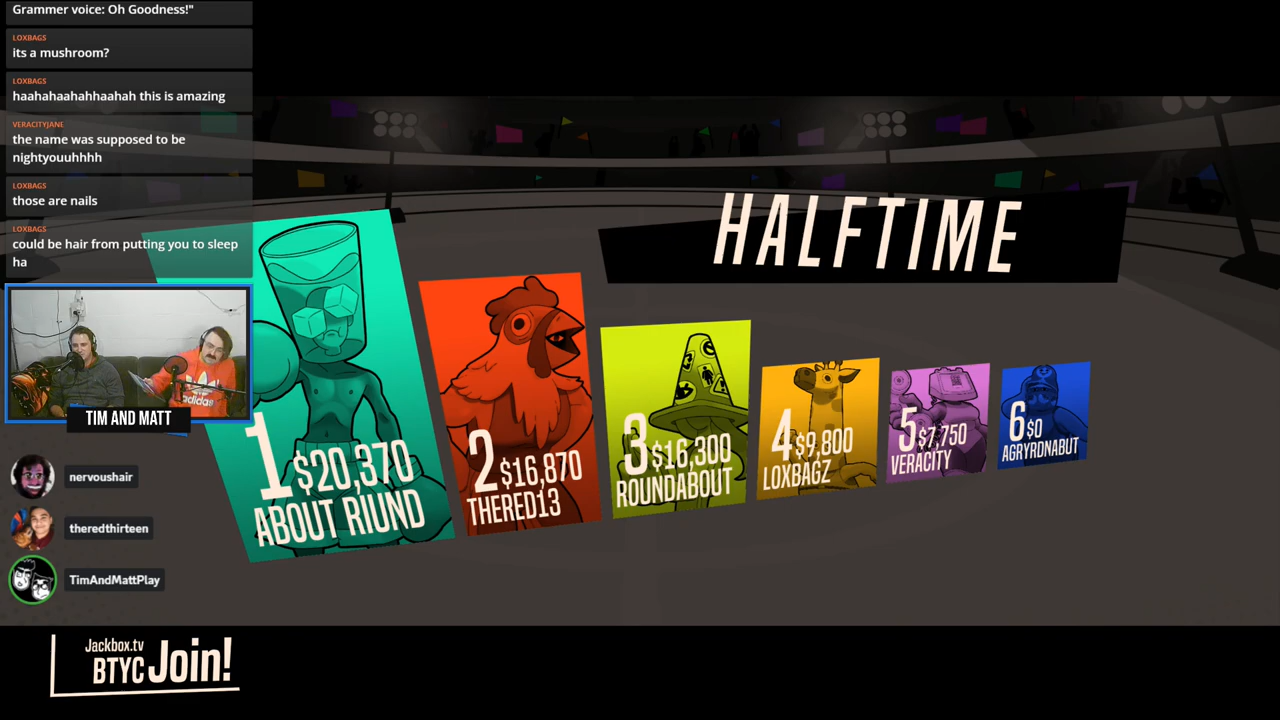 Grammer voice: Oh Goodness!"
LOXBAGS
its a mushroom?
LOXBAGS
haahahaahahhaahah this is amazing
VERACITYJANE
the name was supposed to be
nightyouuhhhh
LOXBAGS
those are nails
LOXBAGS
could be hair from putting you to sleep
ha
adidas
TIM AND MATT
nervoushair
theredthirteen
TimAndMattPlay
Jackbox.tv
BTYC Join!
HALFTIME
1 $20,370
ABOUT RIUND
2 $16,870
THERED13
3 $16,300
ROUNDABOUT
4 $9,800
LOXBAGZ
5 $7,750
VERACITY
6 $0
AGRYRDNABUT